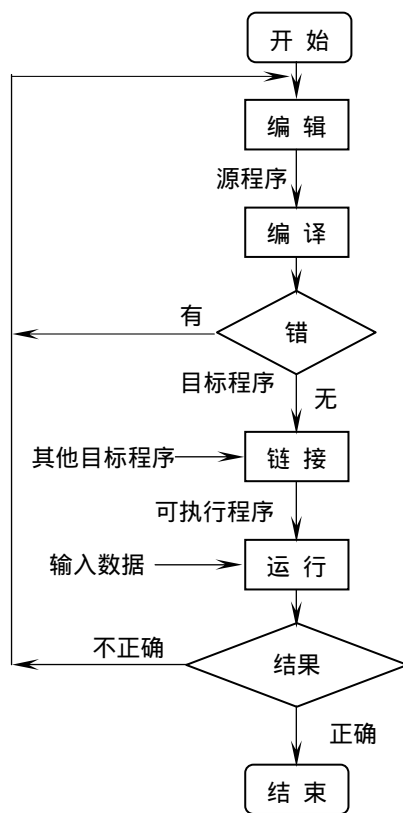 开 始
编 辑
源程序
编 译
有
错
目标程序
无
其他目标程序
链 接
可执行程序
输入数据
运 行
不正确
结果
正确
结 束